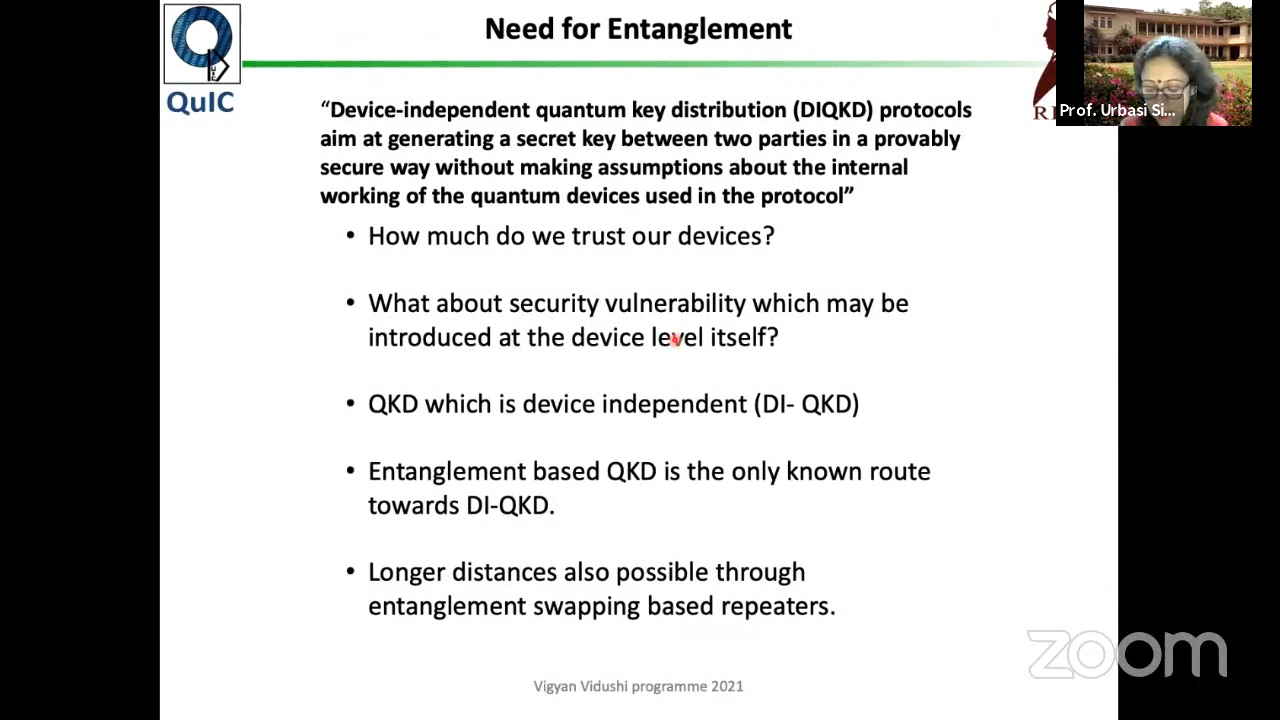 Need for Entanglement
QuIC
Prof. Urbasi Si...
“Device-independent quantum key distribution (DIQKD) protocols
aim at generating a secret key between two parties in a provably
secure way without making assumptions about the internal
working of the quantum devices used in the protocol”
• How much do we trust our devices?
• What about security vulnerability which may be
introduced at the device level itself?
• QKD which is device independent (DI- QKD)
• Entanglement based QKD is the only known route
towards DI-QKD.
• Longer distances also possible through
entanglement swapping based repeaters.
zoom
Vigyan Vidushi programme 2021